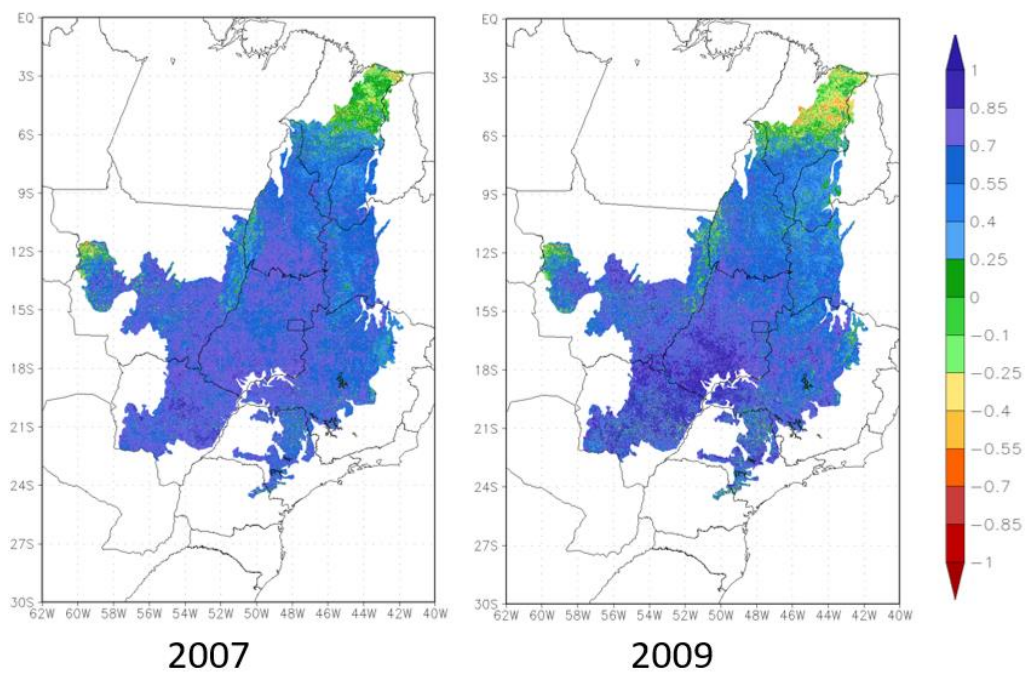 EQ
3S
6S
9S
12S
15S
18S
21S
24S
27S
30S
62W 60W 58W 56W 54W 52W 50W 48W 46W 44W 42W 40W
2007
EQ
3S
6S
9S
12S
15S
18S
21S
24S
27S
30S
62W 60W 58W 56W 54W 52W 50W 48W 46W 44W 42W 40W
2009
1
0.85
0.7
0.55
0.4
0.25
0
-0.1
-0.25
-0.4
-0.55
-0.7
-0.85
-1